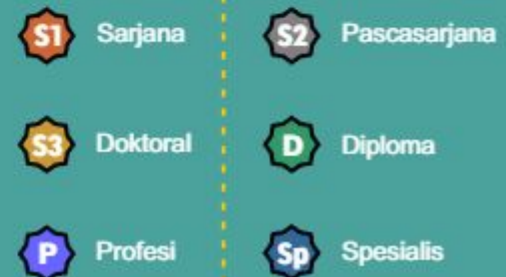 S1 Sarjana
S2 Pascasarjana
S3 Doktoral
D Diploma
P Profesi
Sp Spesialis